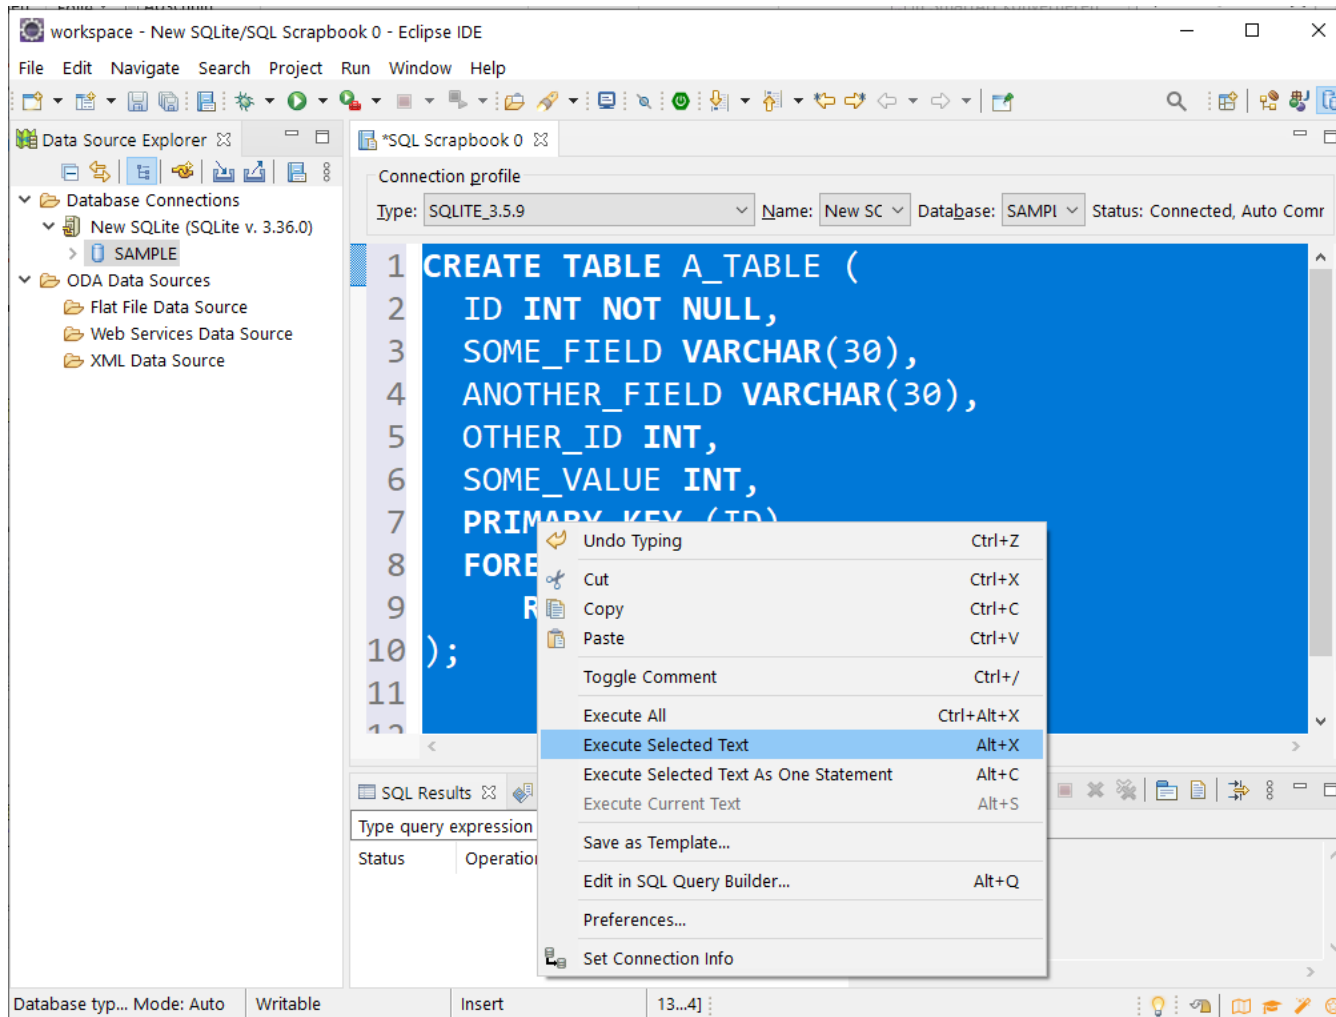 workspace - New SQLite/SQL Scrapbook 0 - Eclipse IDE
File Edit Navigate Search Project Run Window Help
Data Source Explorer
Database Connections
New SQLite (SQLite v. 3.36.0)
SAMPLE
ODA Data Sources
Flat File Data Source
Web Services Data Source
XML Data Source
*SQL Scrapbook 0
Connection profile
Type: SQLITE_3.5.9 Name: New SC Database: SAMPL Status: Connected, Auto Comr
1 CREATE TABLE A_TABLE (
2 ID INT NOT NULL,
3 SOME_FIELD VARCHAR(30),
4 ANOTHER_FIELD VARCHAR(30),
5 OTHER_ID INT,
6 SOME_VALUE INT,
7 PRIMARY KEY (ID)
8 FORE
9 R
10 );
11
12
Undo Typing Ctrl+Z
Cut Ctrl+X
Copy Ctrl+C
Paste Ctrl+V
Toggle Comment Ctrl+/
Execute All Ctrl+Alt+X
Execute Selected Text Alt+X
Execute Selected Text As One Statement Alt+C
Execute Current Text Alt+S
Save as Template...
Edit in SQL Query Builder... Alt+Q
Preferences...
Set Connection Info
SQL Results
Type query expression
Status Operation
Database typ... Mode: Auto Writable Insert 13...4]